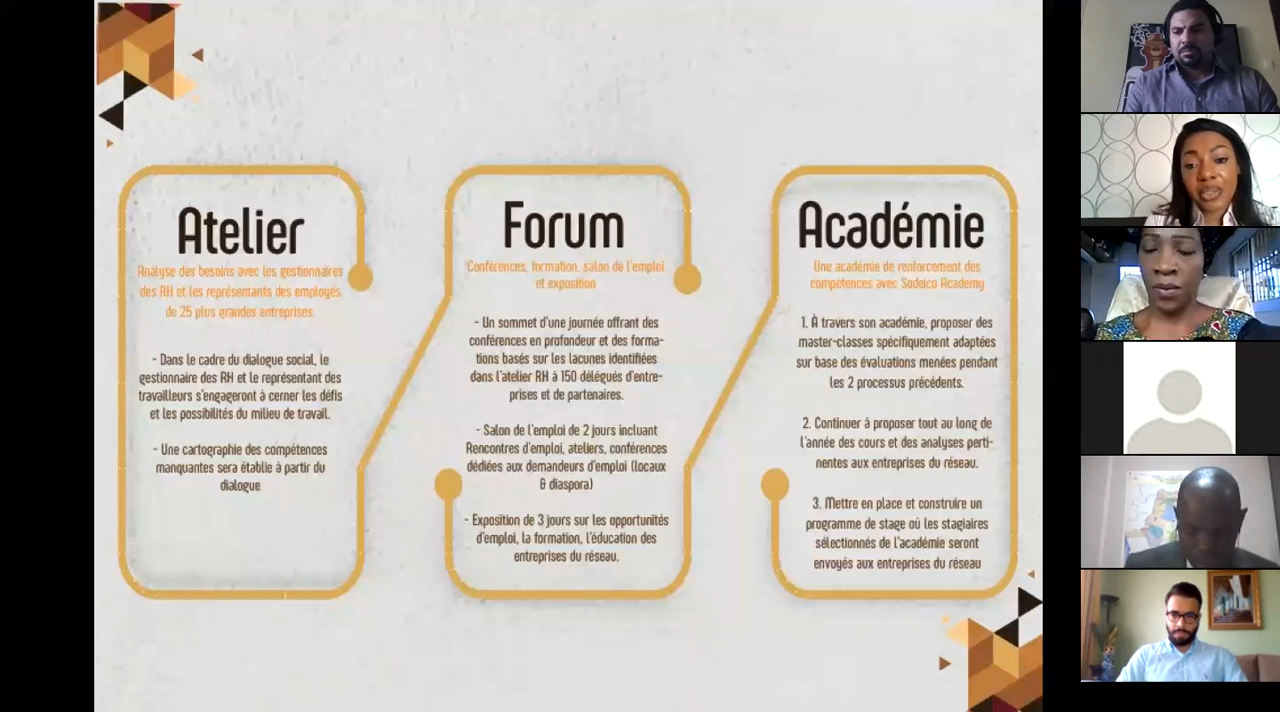 Atelier
Analyse des besoins avec les gestionnaires
des RH et les représentants des employés
de 25 plus grandes entreprises.
- Dans le cadre du dialogue social, le
gestionnaire des RH et le représentant des
travailleurs s'engageront à cerner les défis
et les possibilités du milieu de travail.
- Une cartographie des compétences
manquantes sera établie à partir du
dialogue
Forum
Conférences, formation, salon de l'emploi
et exposition
- Un sommet d'une journée offrant des
conférences en profondeur et des forma-
tions basés sur les lacunes identifiées
dans l'atelier RH à 150 délégués d'entre-
prises et de partenaires.
- Salon de l'emploi de 2 jours incluant
Rencontres d'emploi, ateliers, conférences
dédiées aux demandeurs d'emploi (locaux
& diaspora)
- Exposition de 3 jours sur les opportunités
d'emploi, la formation, l'éducation des
entreprises du réseau.
Académie
Une académie de renforcement des
compétences avec Sodeico Academy
1. À travers son académie, proposer des
master-classes spécifiquement adaptées
sur base des évaluations menées pendant
les 2 processus précédents.
2. Continuer à proposer tout au long de
l'année des cours et des analyses perti-
nentes aux entreprises du réseau.
3. Mettre en place et construire un
programme de stage où les stagiaires
sélectionnés de l'académie seront
envoyés aux entreprises du réseau